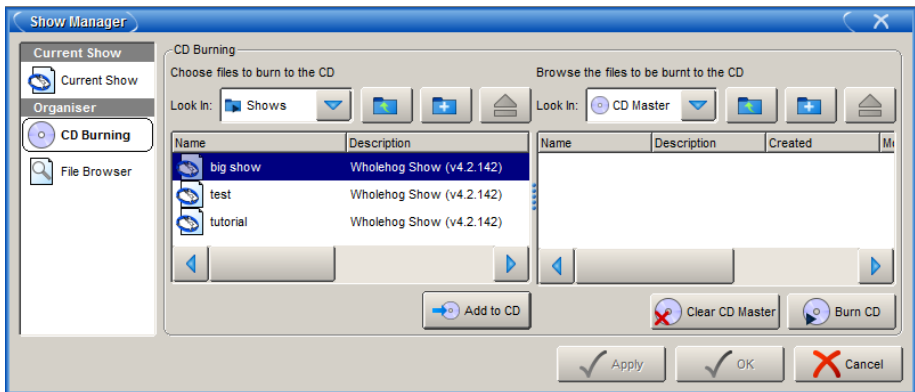 Show Manager
Current Show
Current Show
Organiser
CD Burning
File Browser
CD Burning
Choose files to burn to the CD
Look In: Shows
Name Description
big show Wholehog Show (v4.2.142)
test Wholehog Show (v4.2.142)
tutorial Wholehog Show (v4.2.142)
Add to CD
Browse the files to be burnt to the CD
Look In: CD Master
Name Description Created
Clear CD Master Burn CD
Apply OK Cancel